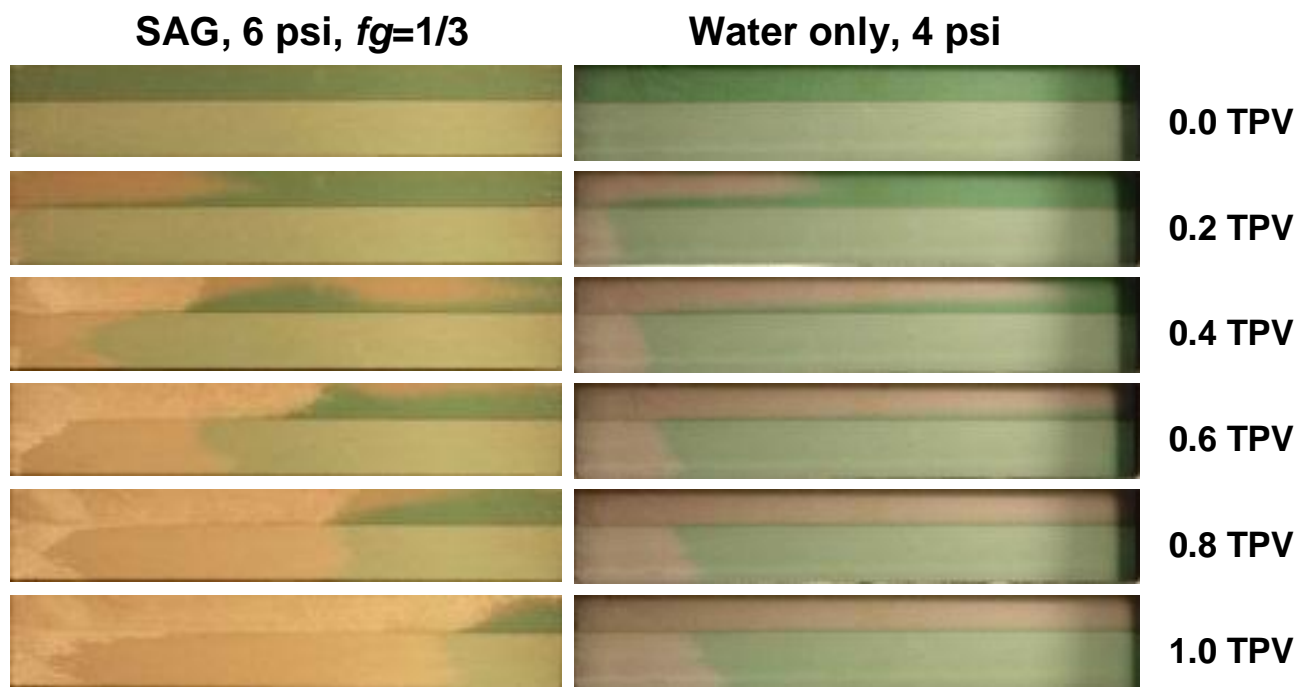 SAG, 6 psi, fg=1/3
Water only, 4 psi
0.0 TPV
0.2 TPV
0.4 TPV
0.6 TPV
0.8 TPV
1.0 TPV